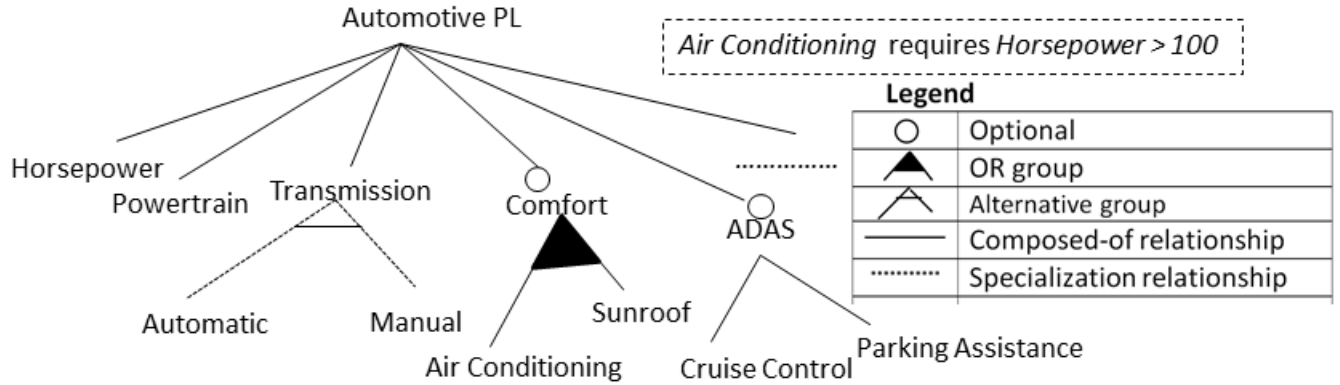 Automotive PL
Air Conditioning requires Horsepower > 100
Legend
Optional
OR group
Alternative group
Composed-of relationship
Specialization relationship
Horsepower
Powertrain
Transmission
Comfort
ADAS
Automatic
Manual
Air Conditioning
Sunroof
Cruise Control
Parking Assistance